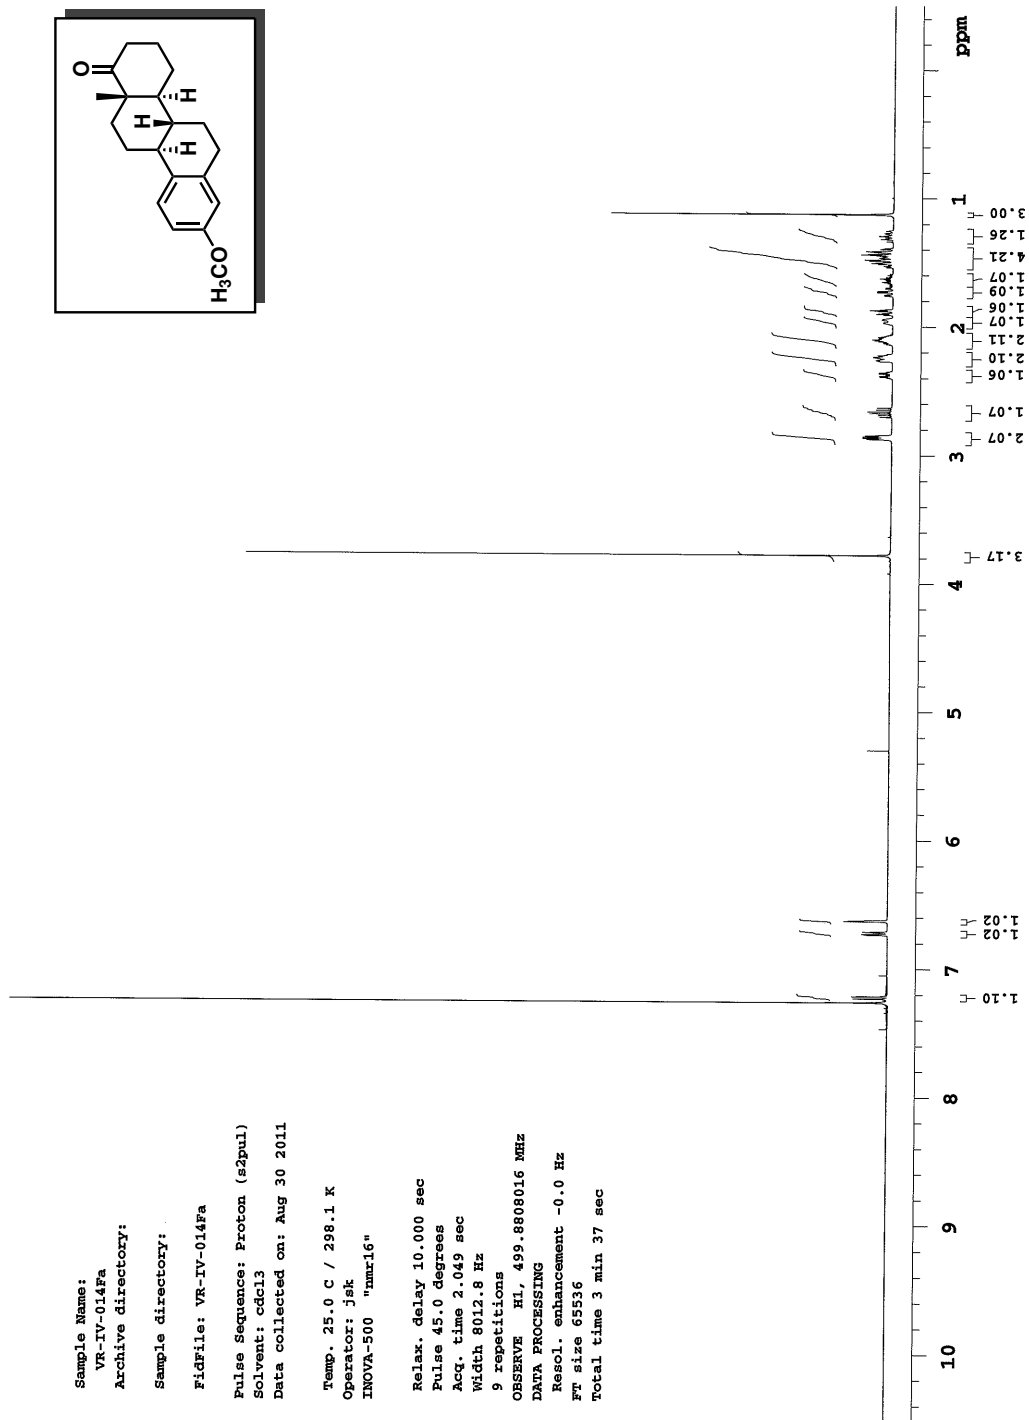 Sample Name:
VR-IV-014Fa
Archive directory:
Sample directory:
FidFile: VR-IV-014Fa
Pulse Sequence: Proton (s2pul)
Solvent: cdcl3
Data collected on: Aug 30 2011
Temp. 25.0 C / 298.1 K
Operator: jsk
INOVA-500 "nmr16"
Relax. delay 10.000 sec
Pulse 45.0 degrees
Acq. time 2.049 sec
Width 8012.8 Hz
9 repetitions
OBSERVE H1, 499.8808016 MHz
DATA PROCESSING
Resol. enhancement -0.0 Hz
FT size 65536
Total time 3 min 37 sec
O
H
H
H
H3CO
10 9 8 7 6 5 4 3 2 1 ppm
1.10
1.02
1.02
3.17
2.07
1.07
1.06
2.10
2.11
1.07
1.06
1.09
1.07
4.21
1.26
3.00